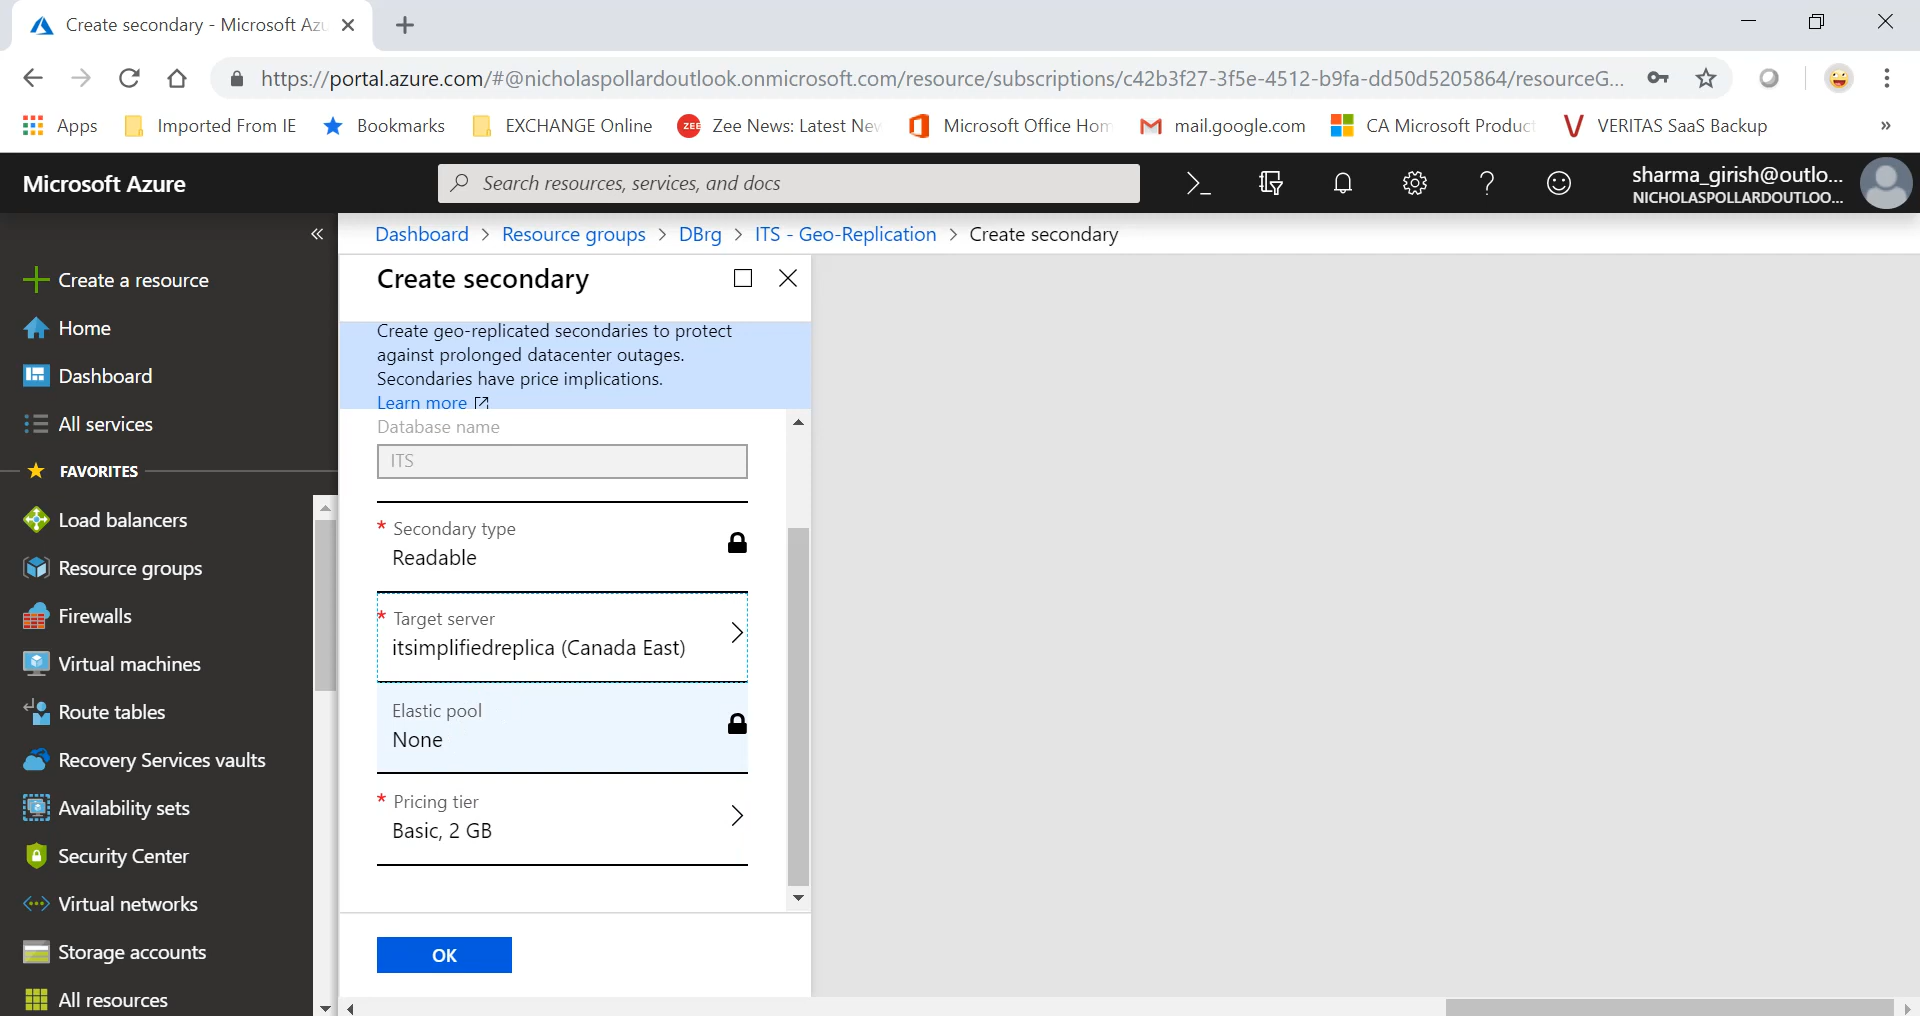 Create secondary - Microsoft Azu
https://portal.azure.com/#@nicholaspollardoutlook.onmicrosoft.com/resource/subscriptions/c42b3f27-3f5e-4512-b9fa-dd50d5205864/resourceG...
Apps
Imported From IE
Bookmarks
EXCHANGE Online
ZEE
Zee News: Latest New
Microsoft Office Hom
mail.google.com
CA Microsoft Product
VERITAS SaaS Backup
»
Microsoft Azure
Search resources, services, and docs
sharma_girish@outlo...
NICHOLASPOLLARDOUTLOO...
«
Create a resource
Home
Dashboard
All services
FAVORITES
Load balancers
Resource groups
Firewalls
Virtual machines
Route tables
Recovery Services vaults
Availability sets
Security Center
Virtual networks
Storage accounts
All resources
Dashboard > Resource groups > DBrg > ITS - Geo-Replication > Create secondary
Create secondary
Create geo-replicated secondaries to protect
against prolonged datacenter outages.
Secondaries have price implications.
Learn more
Database name
ITS
* Secondary type
Readable
* Target server
itsimplifiedreplica (Canada East)
Elastic pool
None
* Pricing tier
Basic, 2 GB
OK